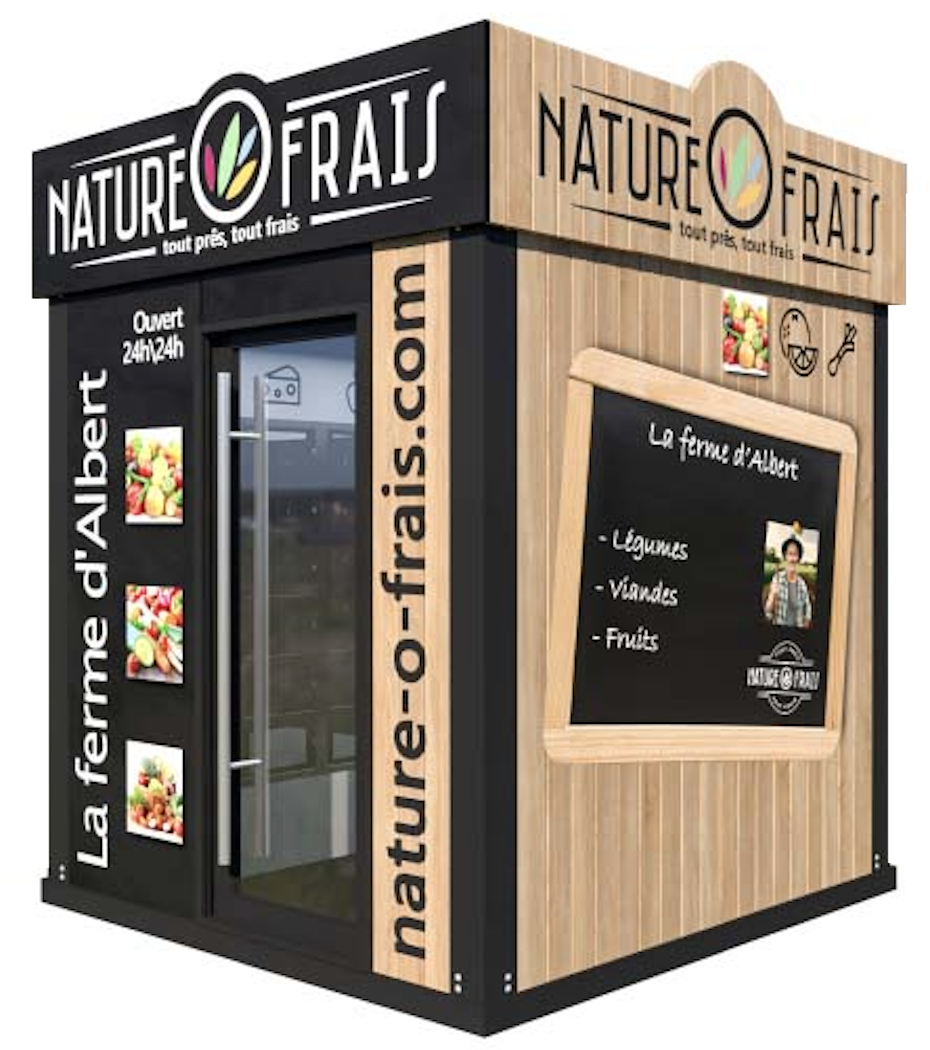 NATURE O FRAIS
tout près, tout frais
Ouvert
24h\24h
La ferme d'Albert
nature-o-frais.com
NATURE O FRAIS
tout près, tout frais
La ferme d'Albert
- Légumes
- Viandes
- Fruits
NATURE O FRAIS